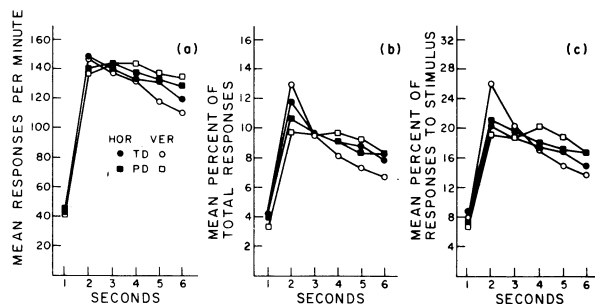 MEAN RESPONSES PER MINUTE
160
140
120
100
80
60
40
20
(a)
HOR VER
● TD ○
■ PD □
1 2 3 4 5 6
SECONDS
MEAN PERCENT OF
TOTAL RESPONSES
16
14
12
10
8
6
4
2
(b)
1 2 3 4 5 6
SECONDS
MEAN PERCENT OF
RESPONSES TO STIMULUS
32
28
24
20
16
12
8
4
(c)
1 2 3 4 5 6
SECONDS